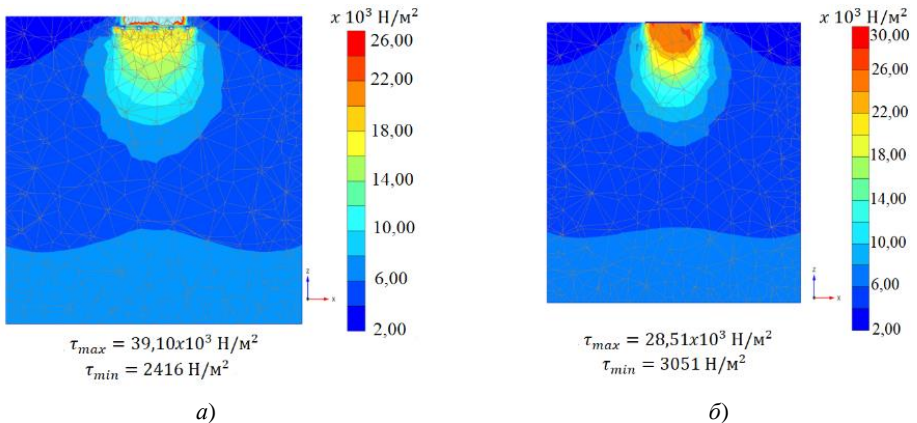 x 10³ Н/м²
26,00
22,00
18,00
14,00
10,00
6,00
2,00
z
x
τₘₐₓ = 39,10x10³ Н/м²
τₘᵢₙ = 2416 Н/м²
а)
x 10³ Н/м²
30,00
26,00
22,00
18,00
14,00
10,00
6,00
2,00
z
x
τₘₐₓ = 28,51x10³ Н/м²
τₘᵢₙ = 3051 Н/м²
б)